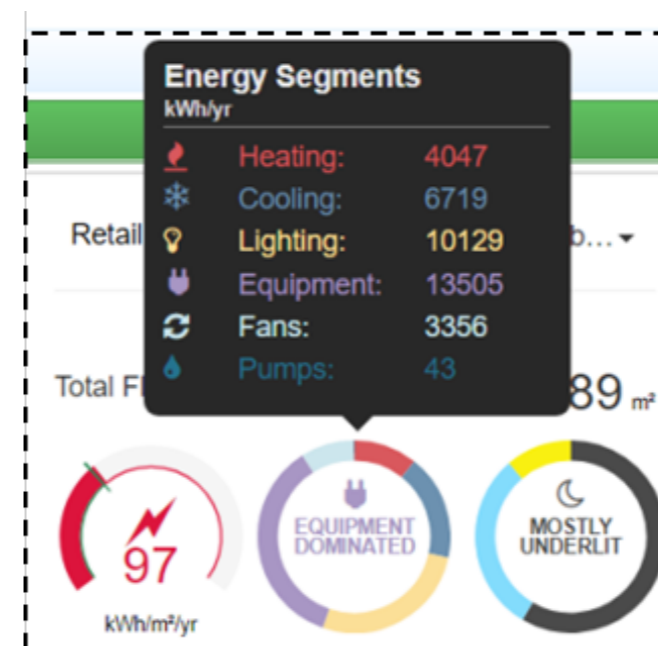 Energy Segments
kWh/yr
Heating: 4047
Cooling: 6719
Retail
Lighting: 10129
b...
Equipment: 13505
Fans: 3356
Pumps: 43
Total Fl
89 m²
EQUIPMENT
DOMINATED
MOSTLY
UNDERLIT
97
kWh/m²/yr